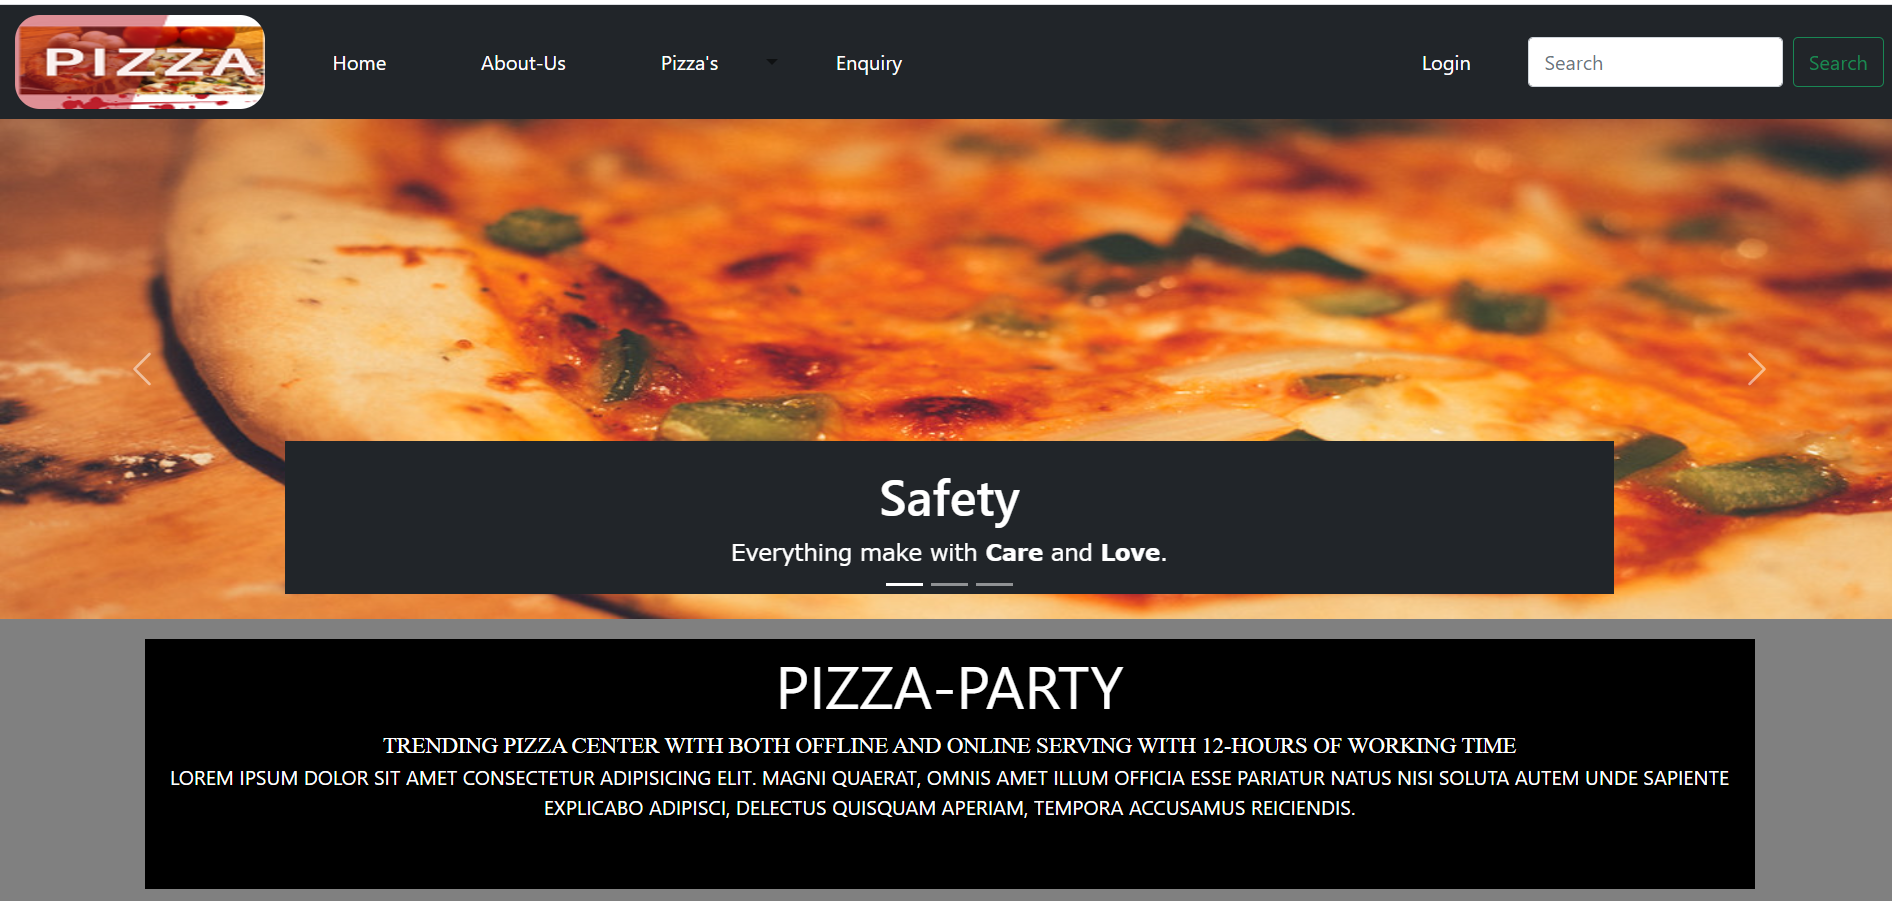 PIZZA
Home About-Us Pizza's Enquiry Login Search Search
Safety
Everything make with Care and Love.
PIZZA-PARTY
TRENDING PIZZA CENTER WITH BOTH OFFLINE AND ONLINE SERVING WITH 12-HOURS OF WORKING TIME
LOREM IPSUM DOLOR SIT AMET CONSECTETUR ADIPISICING ELIT. MAGNI QUAERAT, OMNIS AMET ILLUM OFFICIA ESSE PARIATUR NATUS NISI SOLUTA AUTEM UNDE SAPIENTE
EXPLICABO ADIPISCI, DELECTUS QUISQUAM APERIAM, TEMPORA ACCUSAMUS REICIENDIS.